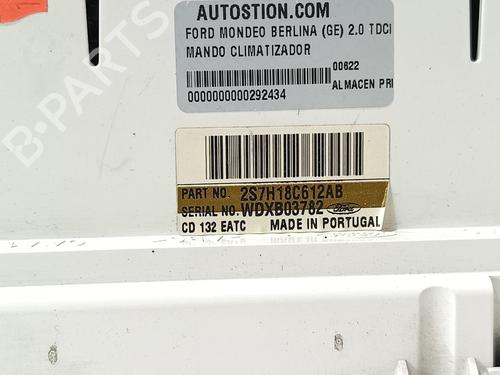 AUTOSTION.COM
FORD MONDEO BERLINA (GE) 2.0 TDCI
MANDO CLIMATIZADOR
00622
0000000000292434
ALMACEN PRI
PART NO. 2S7H18C612AB
SERIAL NO. WDXB03782 Ford
CD 132 EATC MADE IN PORTUGAL
B-PARTS